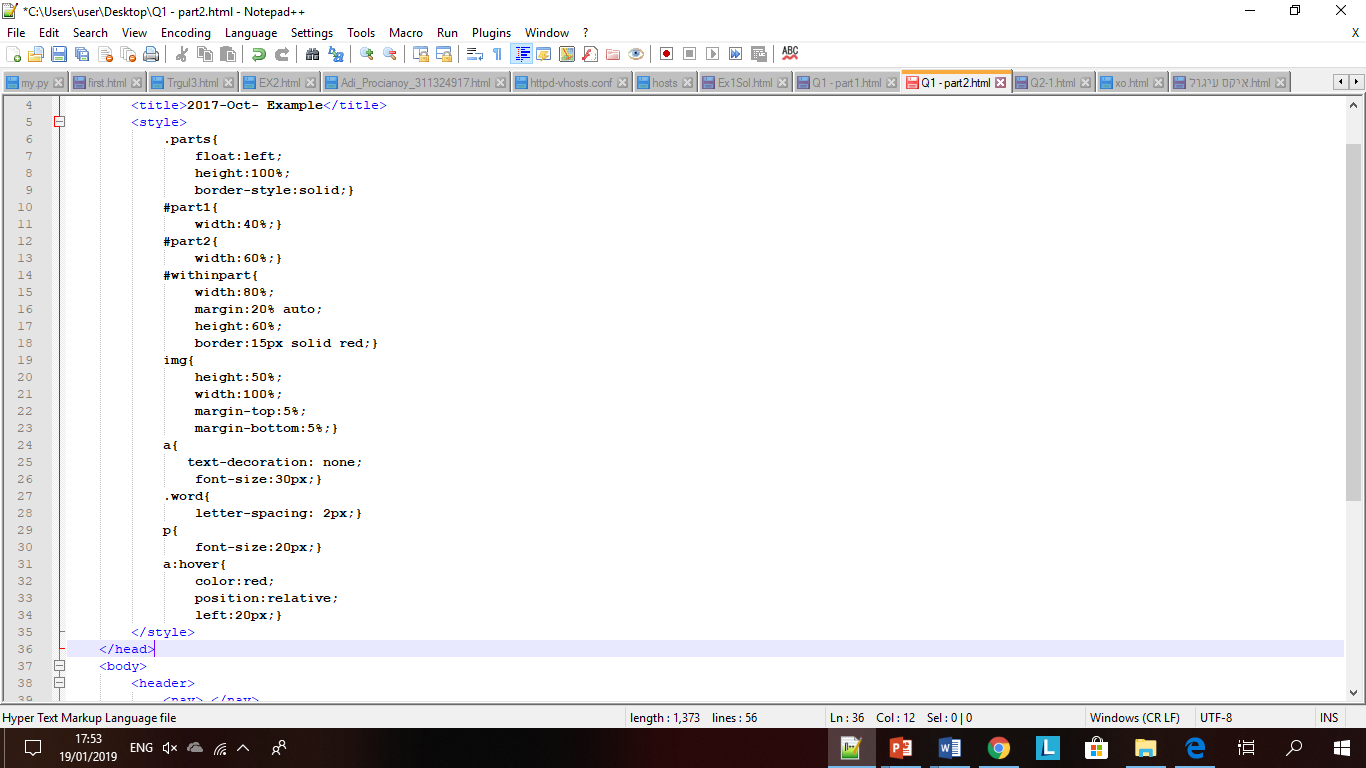 *C:\Users\user\Desktop\Q1 - part2.html - Notepad++
File Edit Search View Encoding Language Settings Tools Macro Run Plugins Window ? X
my.py first.html Trgul3.html EX2.html Adi_Procianoy_311324917.html httpd-vhosts.conf hosts Ex1Sol.html Q1 - part1.html Q1 - part2.html Q2-1.html xo.html איקס עיגול.html
4 <title>2017-Oct- Example</title>
5 <style>
6 .parts{
7 float:left;
8 height:100%;
9 border-style:solid;}
10 #part1{
11 width:40%;}
12 #part2{
13 width:60%;}
14 #withinpart{
15 width:80%;
16 margin:20% auto;
17 height:60%;
18 border:15px solid red;}
19 img{
20 height:50%;
21 width:100%;
22 margin-top:5%;
23 margin-bottom:5%;}
24 a{
25 text-decoration: none;
26 font-size:30px;}
27 .word{
28 letter-spacing: 2px;}
29 p{
30 font-size:20px;}
31 a:hover{
32 color:red;
33 position:relative;
34 left:20px;}
35 </style>
36 </head>
37 <body>
38 <header>
39 <nav> </nav>
Hyper Text Markup Language file length : 1,373 lines : 56 Ln : 36 Col : 12 Sel : 0 | 0 Windows (CR LF) UTF-8 INS
17:53
ENG
19/01/2019